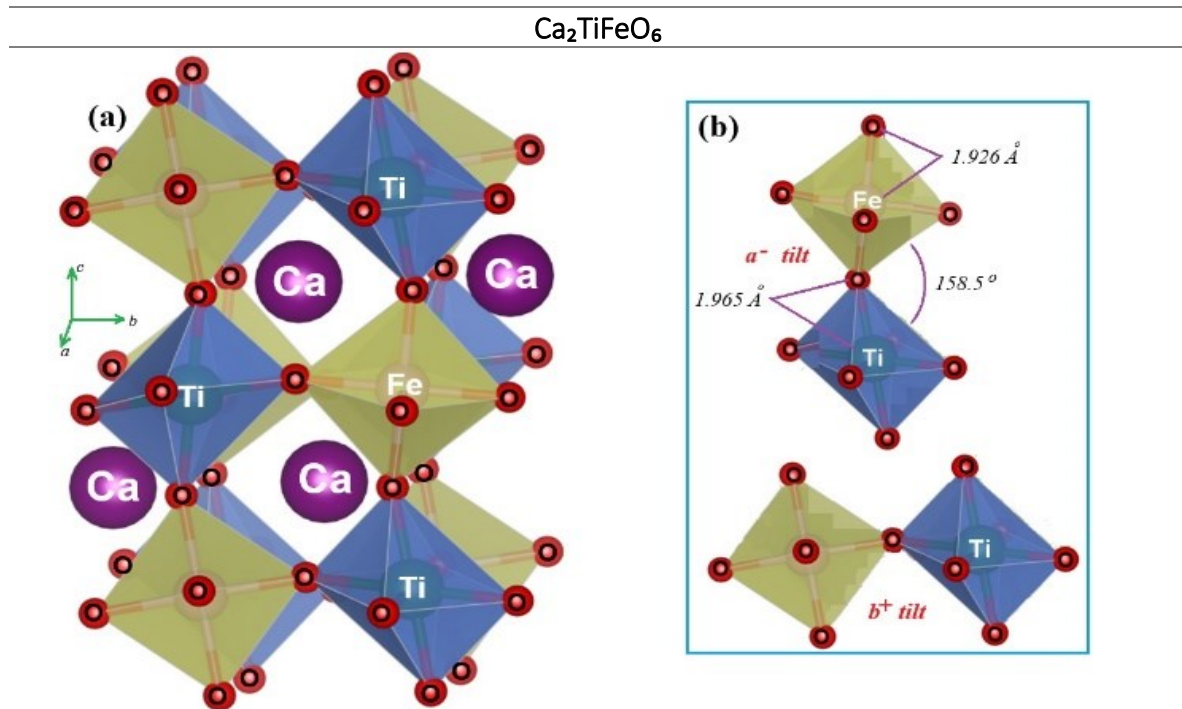 Ca₂TiFeO₆
(a)
O O
O O
O O
O Ti
O O O O
O O
Ca Ca
O O
c
b
a
O O
O Fe
O Ti
O O O
O O
Ca Ca
O O
O O
O Ti
O O O O
O O
O O
(b)
O
1.926 Å
O Fe O
O
a⁻ tilt
O
158.5 º
1.965 Å
O Ti
O O
O
O O
O Ti
O O O O
b⁺ tilt
O O